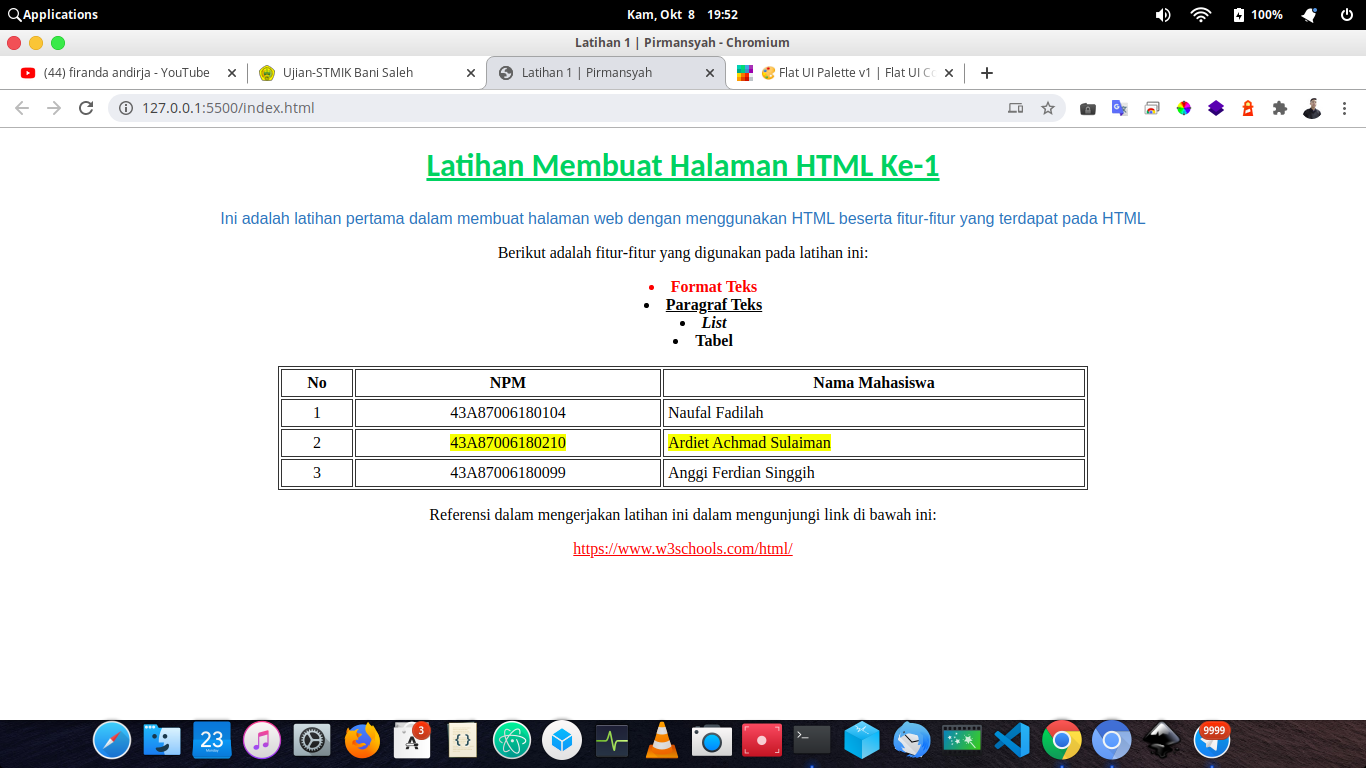 Applications Kam, Okt 8 19:52 100%
Latihan 1 | Pirmansyah - Chromium
(44) firanda andirja - YouTube Ujian-STMIK Bani Saleh Latihan 1 | Pirmansyah Flat UI Palette v1 | Flat UI Co
127.0.0.1:5500/index.html
Latihan Membuat Halaman HTML Ke-1
Ini adalah latihan pertama dalam membuat halaman web dengan menggunakan HTML beserta fitur-fitur yang terdapat pada HTML
Berikut adalah fitur-fitur yang digunakan pada latihan ini:
• Format Teks
• Paragraf Teks
• List
• Tabel
No NPM Nama Mahasiswa
1 43A87006180104 Naufal Fadilah
2 43A87006180210 Ardiet Achmad Sulaiman
3 43A87006180099 Anggi Ferdian Singgih
Referensi dalam mengerjakan latihan ini dalam mengunjungi link di bawah ini:
https://www.w3schools.com/html/
23 3 {} 9999